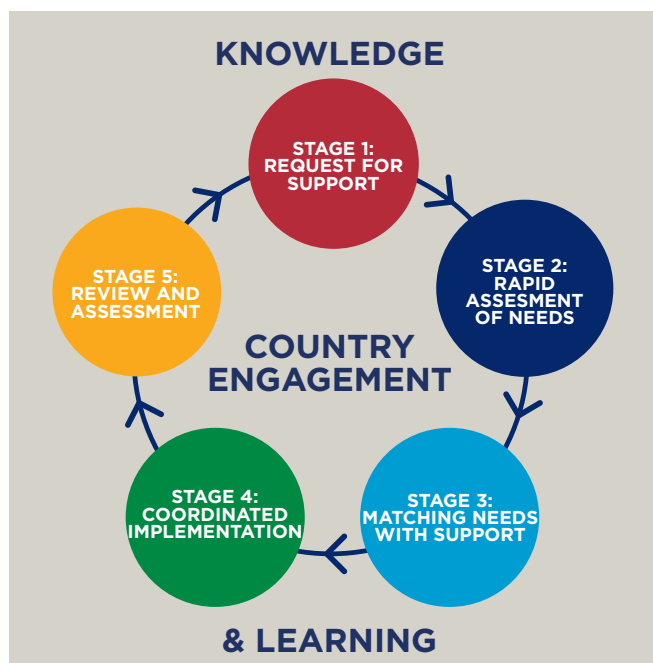 KNOWLEDGE
STAGE 1:
REQUEST FOR
SUPPORT
STAGE 2:
RAPID
ASSESMENT
OF NEEDS
STAGE 5:
REVIEW AND
ASSESSMENT
COUNTRY
ENGAGEMENT
STAGE 4:
COORDINATED
IMPLEMENTATION
STAGE 3:
MATCHING NEEDS
WITH SUPPORT
& LEARNING